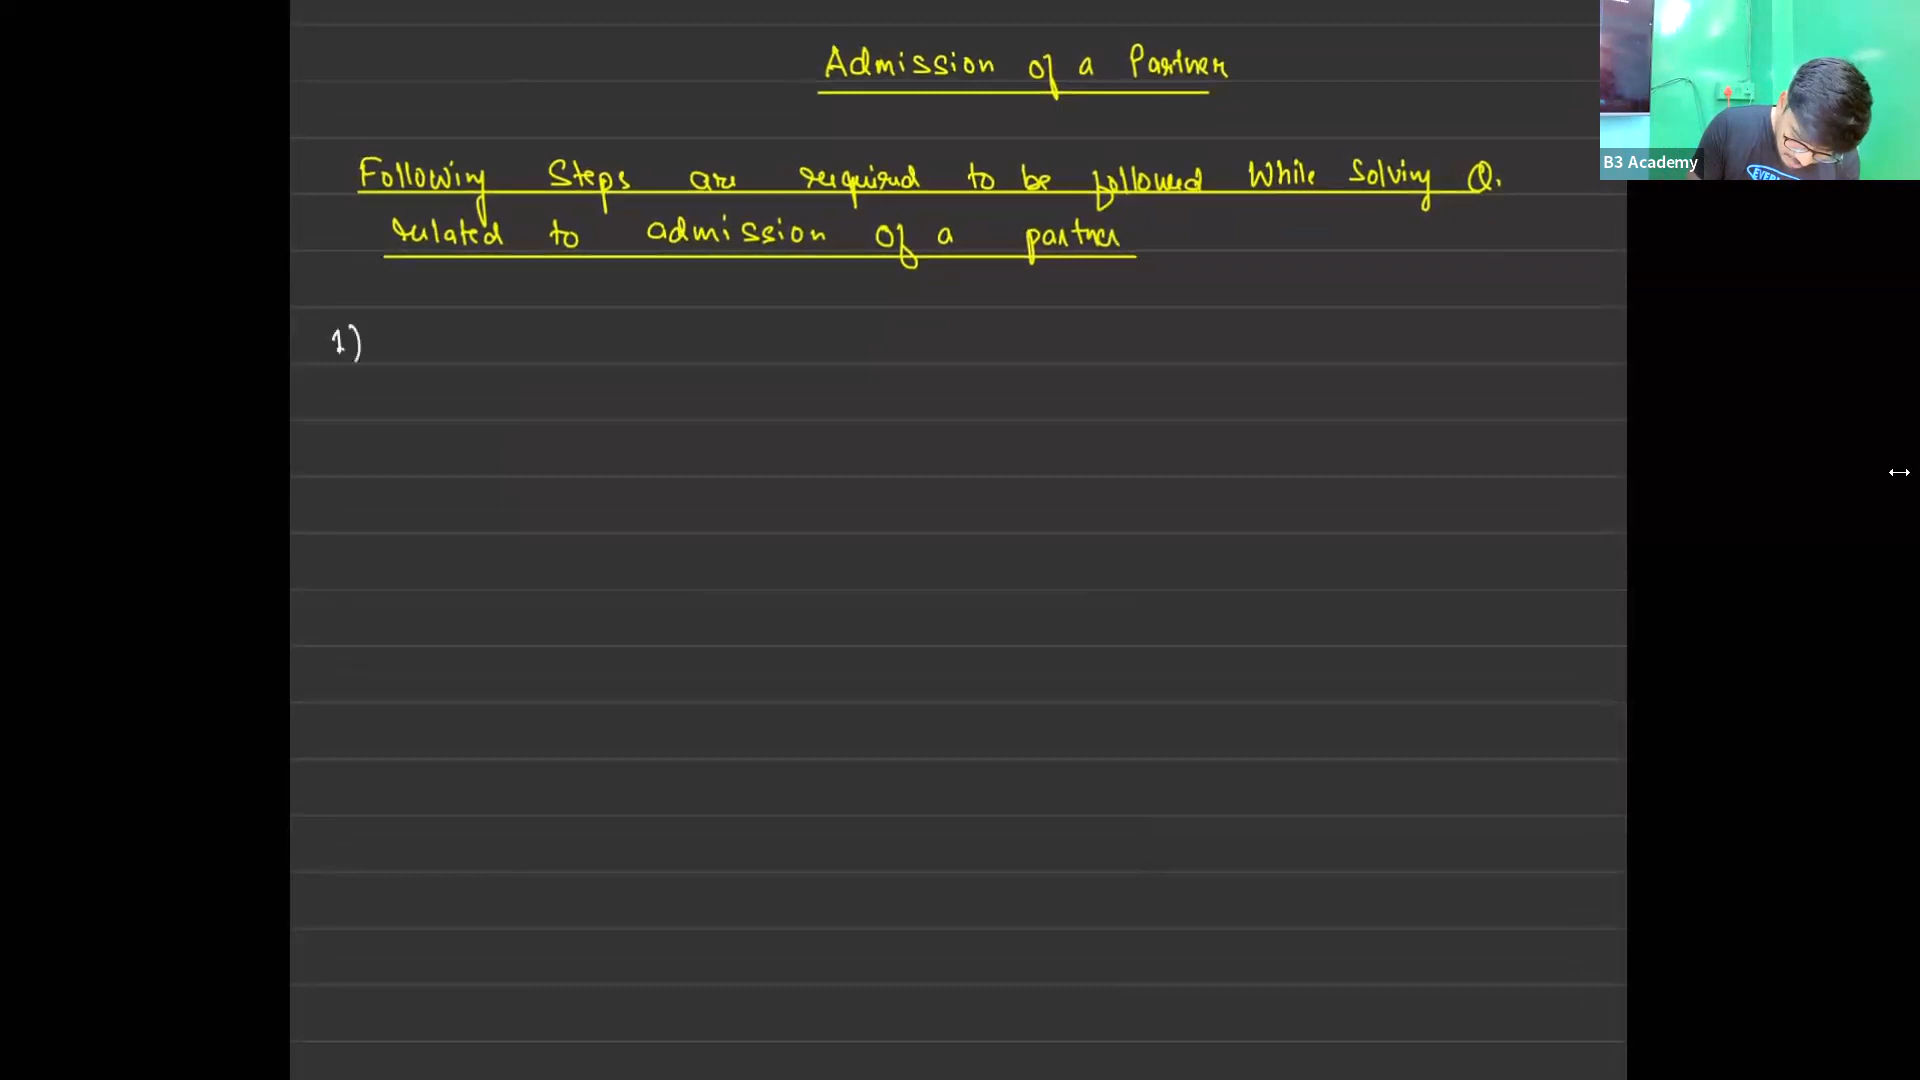 Admission of a Partner
Following Steps are required to be followed While Solving Q.
related to admission of a partner
1)
B3 Academy